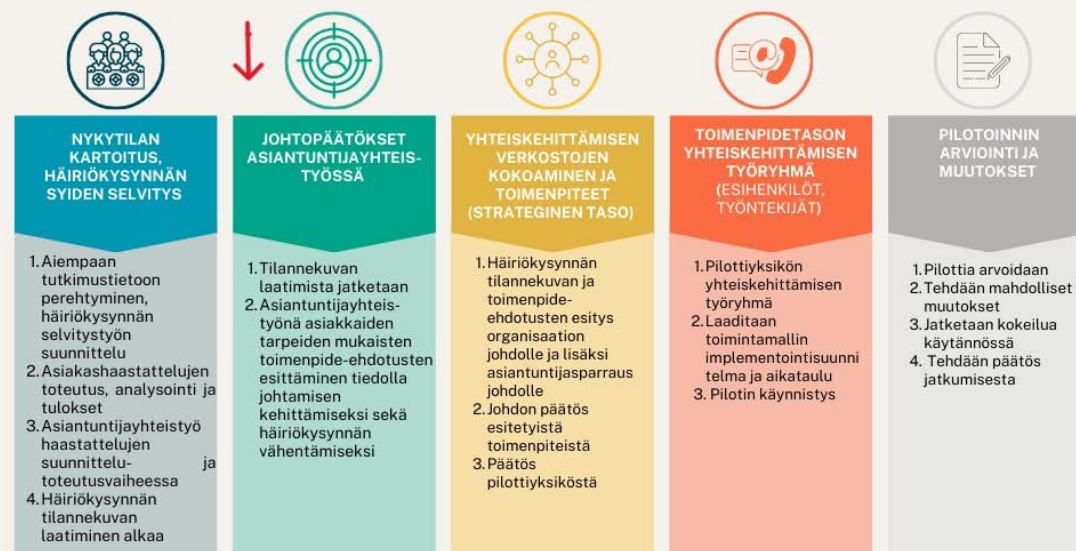 NYKYTILAN
KARTOITUS,
HÄIRIÖKYSYNNÄN
SYIDEN SELVITYS
1. Aiempaan
tutkimustietoon
perehtyminen,
häiriökysynnän
selvitystyön
suunnittelu
2. Asiakashaastattelujen
toteutus, analysointi ja
tulokset
3. Asiantuntijayhteistyö
haastattelujen
suunnittelu- ja
toteutusvaiheessa
4. Häiriökysynnän
tilannekuvan
laatiminen alkaa
JOHTOPÄÄTÖKSET
ASIANTUNTIJAYHTEIS-
TYÖSSÄ
1. Tilannekuvan
laatimista jatketaan
2. Asiantuntijayhteis-
työnä asiakkaiden
tarpeiden mukaisten
toimenpide-ehdotusten
esittäminen tiedolla
johtamisen
kehittämiseksi sekä
häiriökysynnän
vähentämiseksi
YHTEISKEHITTÄMISEN
VERKOSTOJEN
KOKOAMINEN JA
TOIMENPITEET
(STRATEGINEN TASO)
1. Häiriökysynnän
tilannekuvan ja
toimenpide-
ehdotusten esitys
organisaation
johdolle ja lisäksi
asiantuntijasparraus
johdolle
2. Johdon päätös
esitetyistä
toimenpiteistä
3. Päätös
pilottiyksiköstä
TOIMENPIDETASON
YHTEISKEHITTÄMISEN
TYÖRYHMÄ
(ESIHENKILÖT,
TYÖNTEKIJÄT)
1. Pilottiyksikön
yhteiskehittämisen
työryhmä
2. Laaditaan
toimintamallin
implementointisuunni
telma ja aikataulu
3. Pilotin käynnistys
PILOTOINNIN
ARVIOINTI JA
MUUTOKSET
1. Pilottia arvoidaan
2. Tehdään mahdolliset
muutokset
3. Jatketaan kokeilua
käytännössä
4. Tehdään päätös
jatkumisesta